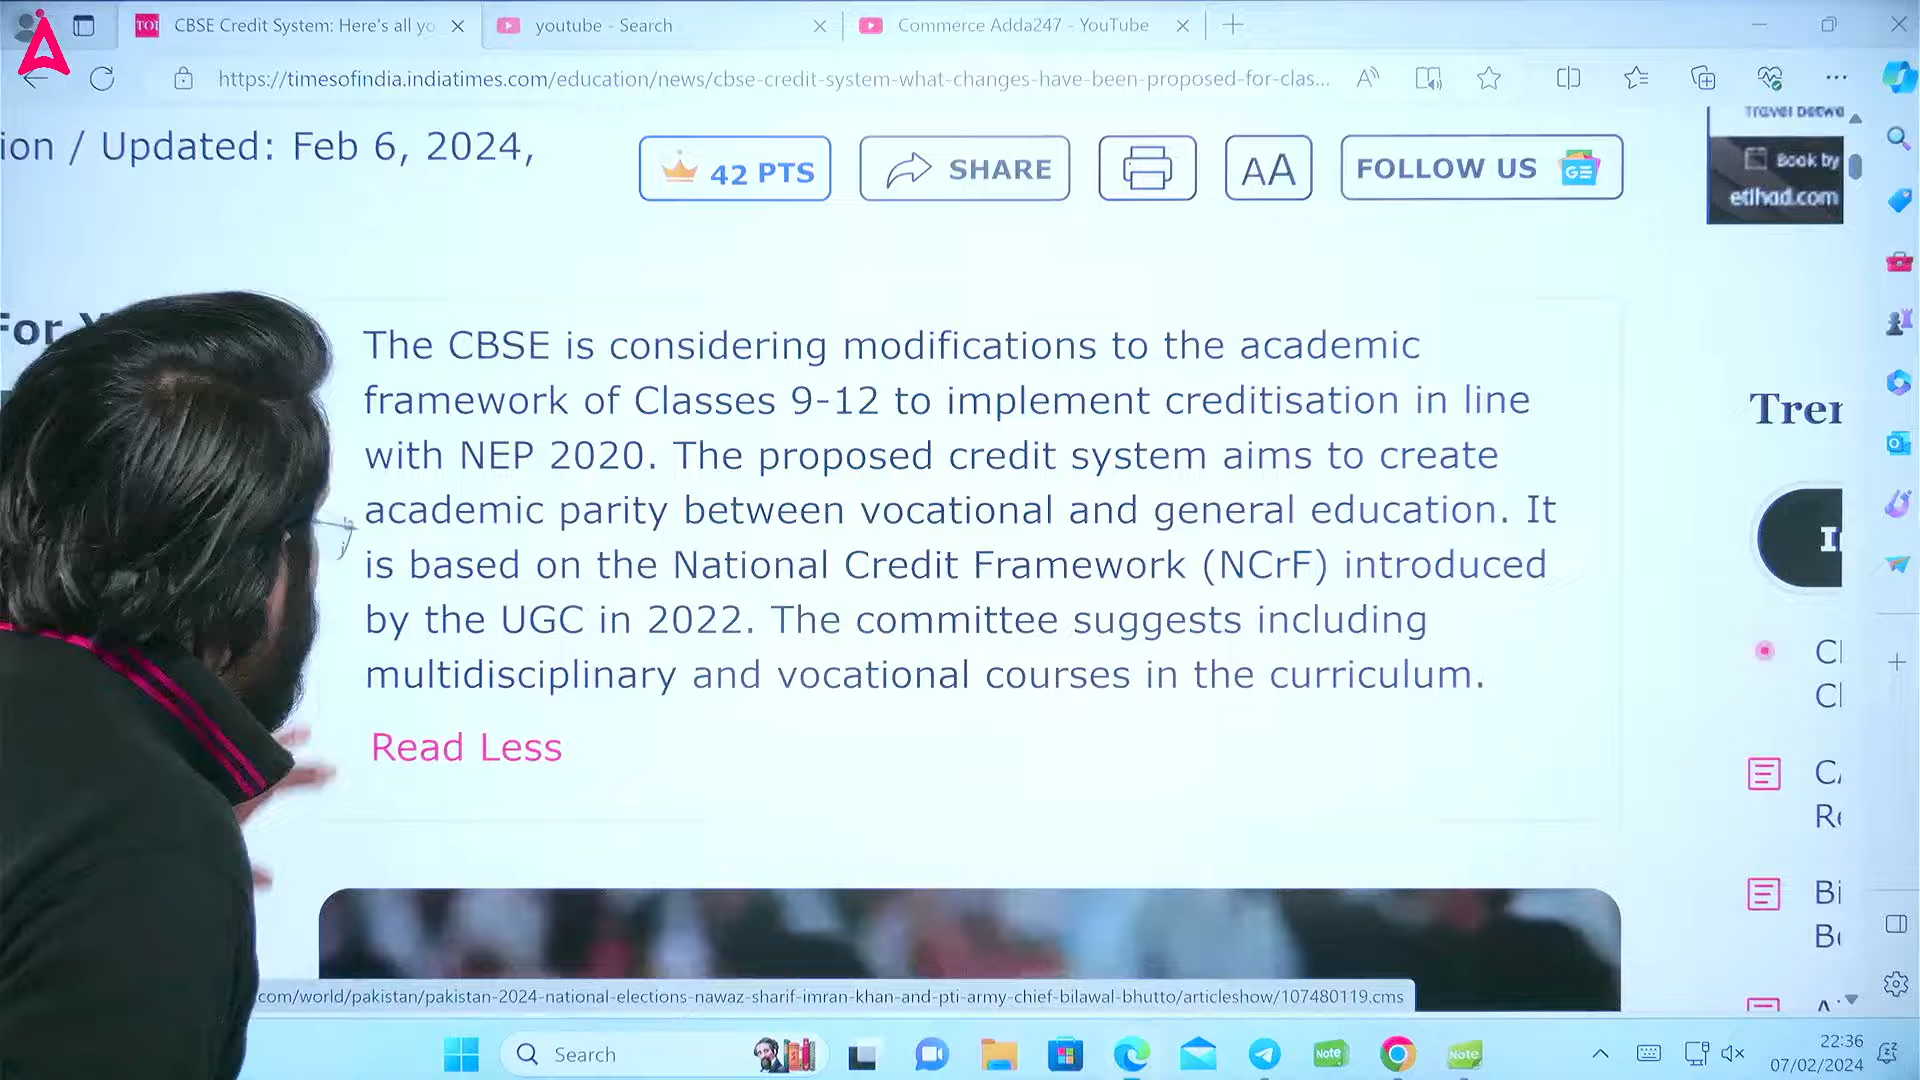 TOI CBSE Credit System: Here's all yo
youtube - Search
Commerce Adda247 - YouTube
https://timesofindia.indiatimes.com/education/news/cbse-credit-system-what-changes-have-been-proposed-for-clas...
ion / Updated: Feb 6, 2024,
42 PTS
SHARE
AA
FOLLOW US
GE
Book by
etihad.com
For
The CBSE is considering modifications to the academic
framework of Classes 9-12 to implement creditisation in line
with NEP 2020. The proposed credit system aims to create
academic parity between vocational and general education. It
is based on the National Credit Framework (NCrF) introduced
by the UGC in 2022. The committee suggests including
multidisciplinary and vocational courses in the curriculum.
Read Less
com/world/pakistan/pakistan-2024-national-elections-nawaz-sharif-imran-khan-and-pti-army-chief-bilawal-bhutto/articleshow/107480119.cms
Search
Note
Note
22:36
07/02/2024